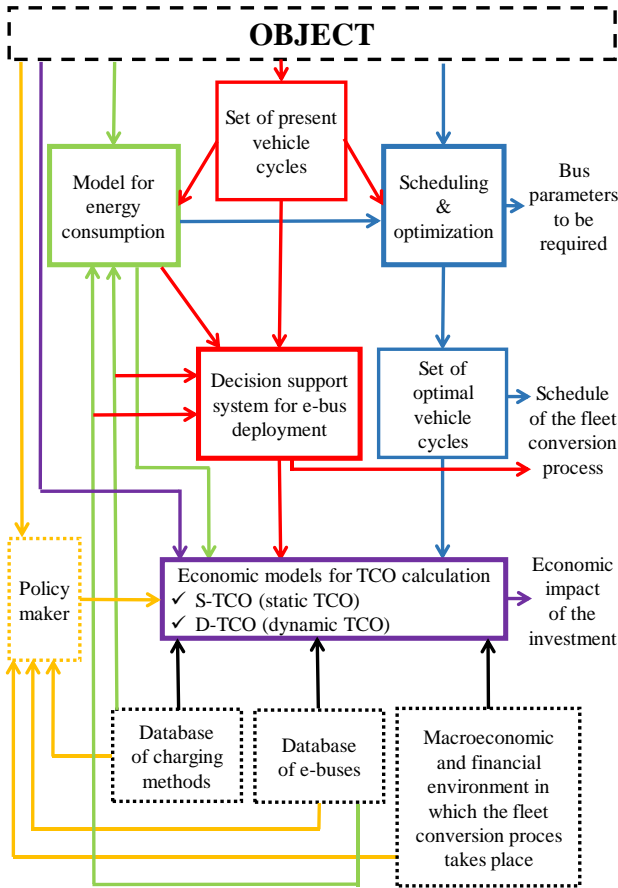 OBJECT
Set of present
vehicle
cycles
Model for
energy
consumption
Scheduling
&
optimization
Bus
parameters
to be
required
Decision support
system for e-bus
deployment
Set of
optimal
vehicle
cycles
Schedule
of the fleet
conversion
process
Policy
maker
Economic models for TCO calculation
✓ S-TCO (static TCO)
✓ D-TCO (dynamic TCO)
Economic
impact
of the
investment
Database
of charging
methods
Database
of e-buses
Macroeconomic
and financial
environment in
which the fleet
conversion proces
takes place